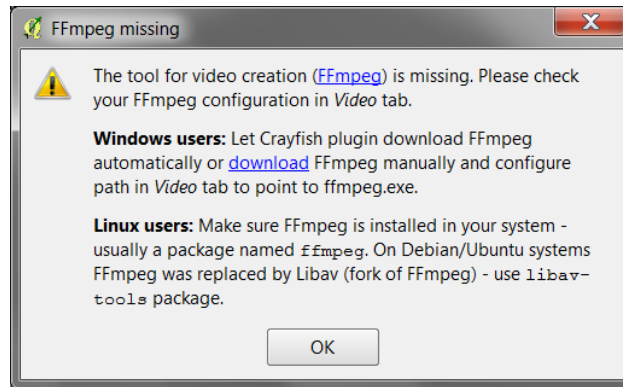 FFmpeg missing
The tool for video creation (FFmpeg) is missing. Please check
your FFmpeg configuration in Video tab.
Windows users: Let Crayfish plugin download FFmpeg
automatically or download FFmpeg manually and configure
path in Video tab to point to ffmpeg.exe.
Linux users: Make sure FFmpeg is installed in your system -
usually a package named ffmpeg. On Debian/Ubuntu systems
FFmpeg was replaced by Libav (fork of FFmpeg) - use libav-
tools package.
OK